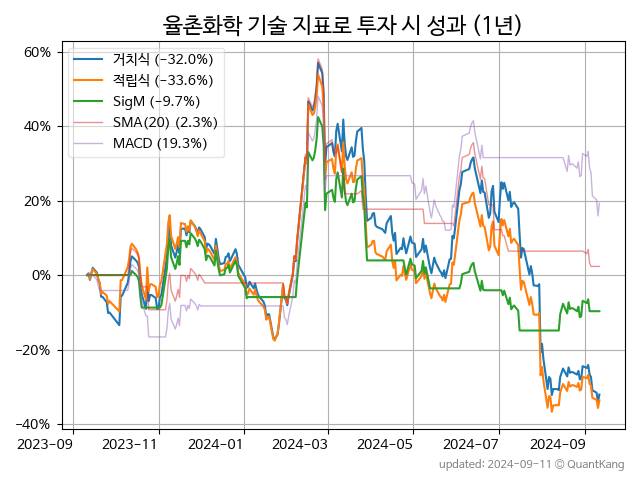 율촌화학 기술 지표로 투자 시 성과 (1년)
60%
40%
20%
0%
−20%
−40%
거치식 (−32.0%)
적립식 (−33.6%)
SigM (−9.7%)
SMA(20) (2.3%)
MACD (19.3%)
2023-09
2023-11
2024-01
2024-03
2024-05
2024-07
2024-09
updated: 2024-09-11 © QuantKang